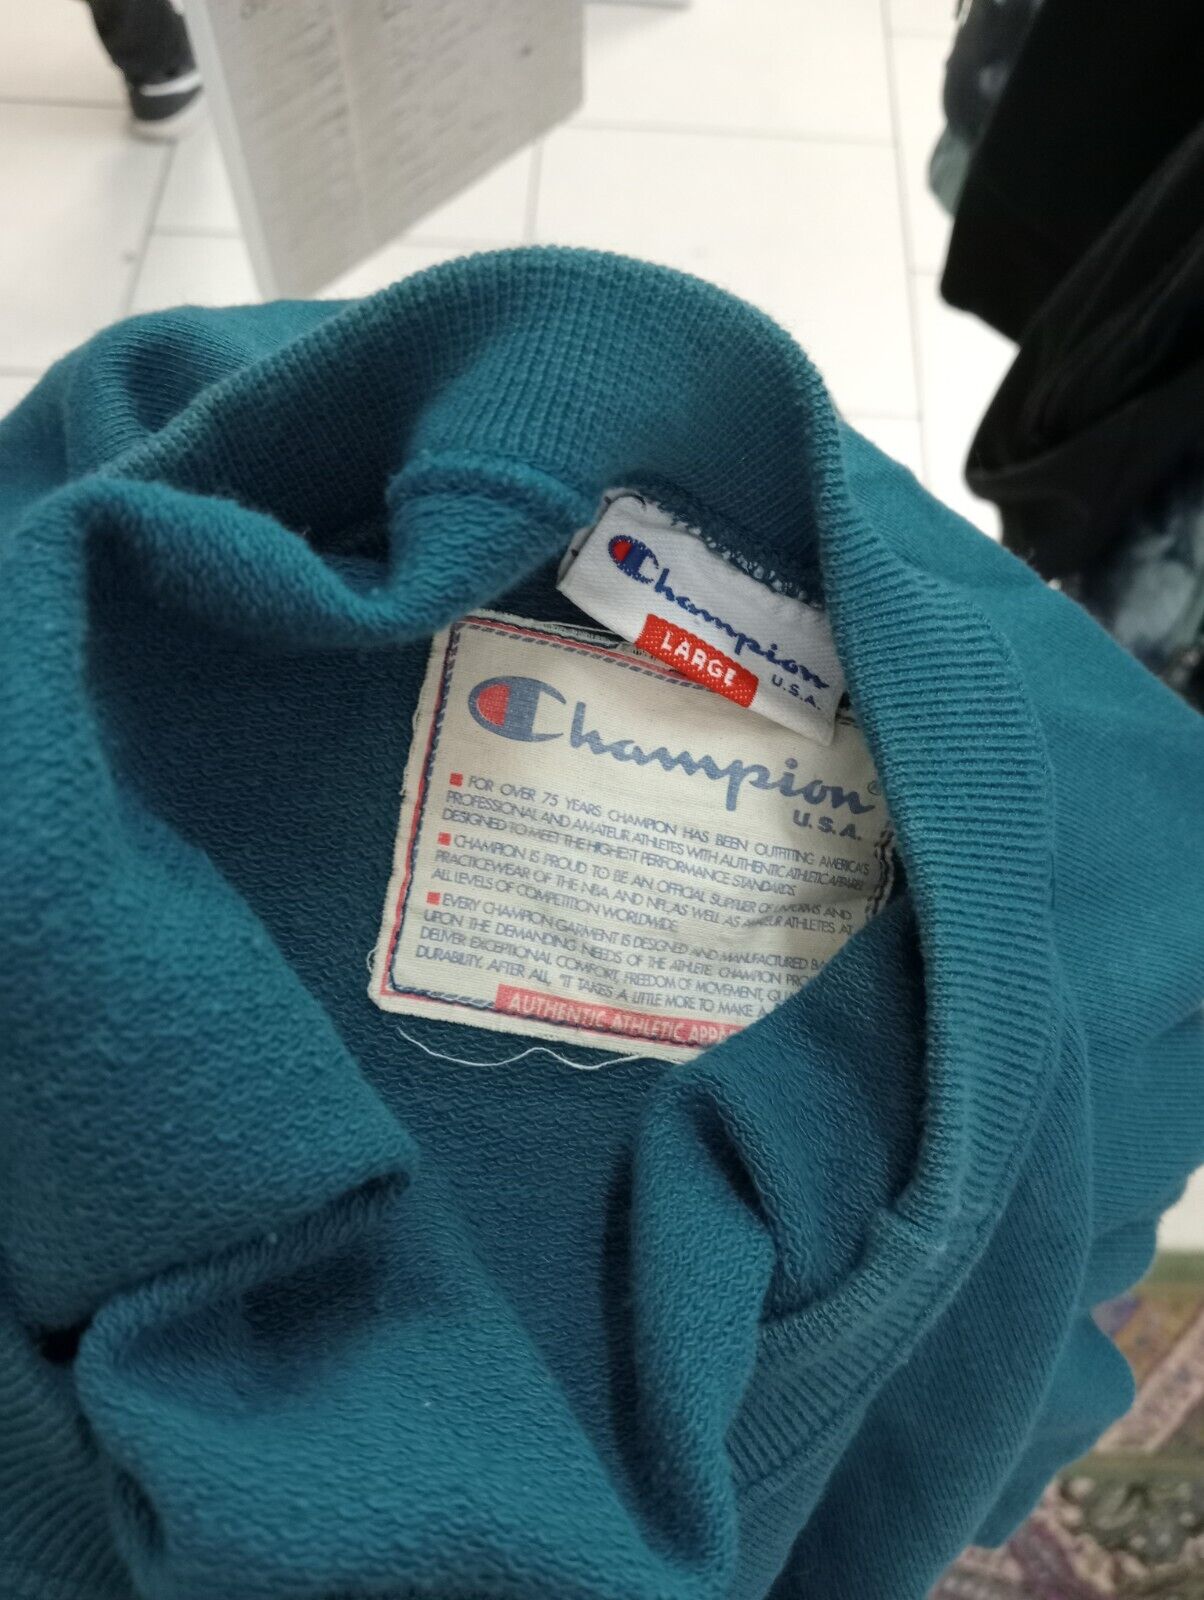 Champion
LARGE
U.S.A.
Champion
U.S.A.
FOR OVER 75 YEARS CHAMPION HAS BEEN OUTFITTING AMERICA'S
PROFESSIONAL AND AMATEUR ATHLETES WITH AUTHENTIC ATHLETIC APPAREL
DESIGNED TO MEET THE HIGHEST PERFORMANCE STANDARDS.
CHAMPION IS PROUD TO BE AN OFFICIAL SUPPLIER OF UNIFORMS AND
PRACTICEWEAR OF THE NBA AND NFL AS WELL AS AMATEUR ATHLETES AT
ALL LEVELS OF COMPETITION WORLDWIDE.
EVERY CHAMPION GARMENT IS DESIGNED AND MANUFACTURED
UPON THE DEMANDING NEEDS OF THE ATHLETE. CHAMPION
DELIVER EXCEPTIONAL COMFORT, FREEDOM OF MOVEMENT,
DURABILITY. AFTER ALL, "IT TAKES A LITTLE MORE TO MAKE A
AUTHENTIC ATHLETIC